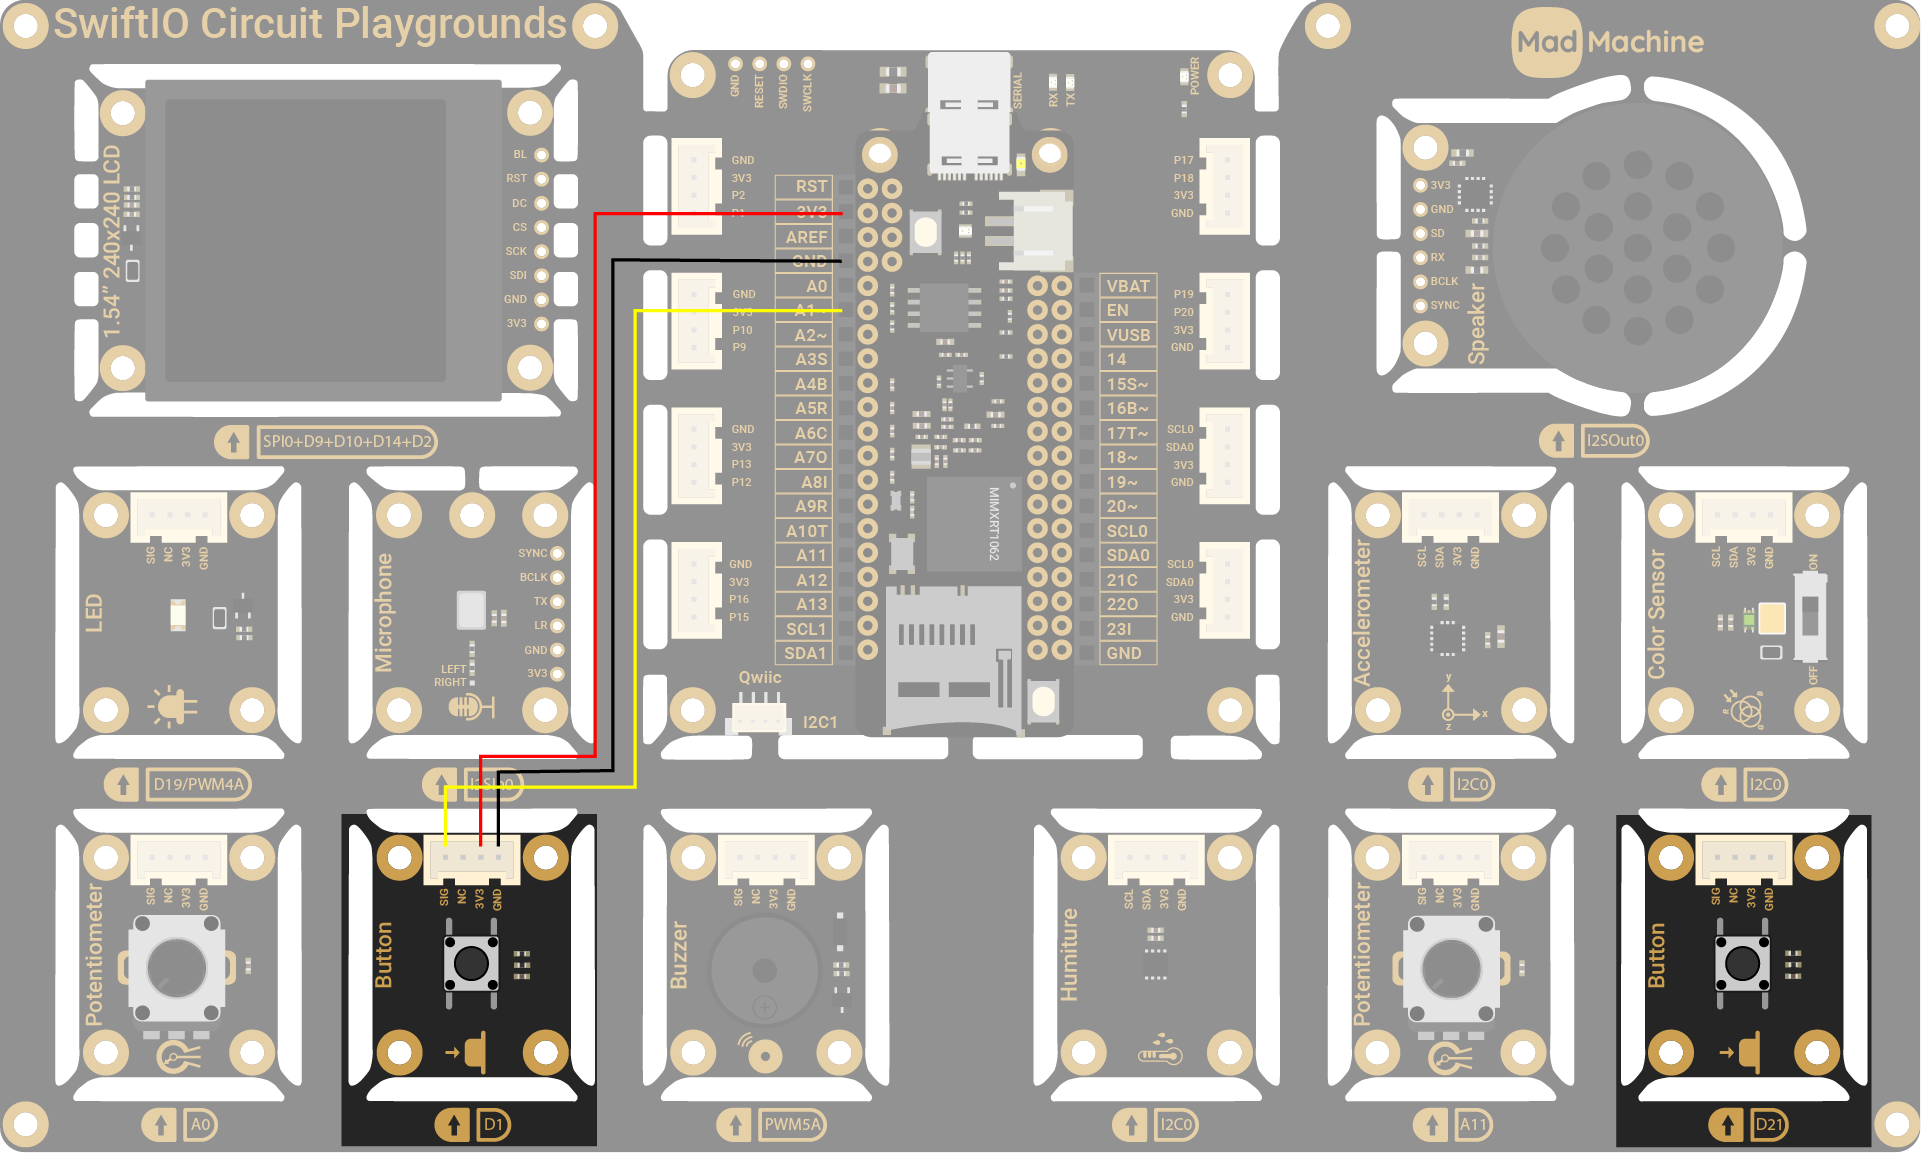 SwiftIO Circuit Playgrounds
Mad Machine
GND
RESET
SWDIO
SWCLK
SERIAL
RX
TX
POWER
1.54" 240x240 LCD
BL
RST
DC
CS
SCK
SDI
GND
3V3
SPI0+D9+D10+D14+D2
GND
3V3
P2
P1
GND
3V3
P10
P9
GND
3V3
P13
P12
GND
3V3
P16
P15
RST
3V3
AREF
GND
A0
A1~
A2~
A3S
A4B
A5R
A6C
A7O
A8I
A9R
A10T
A11
A12
A13
SCL1
SDA1
Qwiic
I2C1
MIMXRT1062
VBAT
EN
VUSB
14
15S~
16B~
17T~
18~
19~
20~
SCL0
SDA0
21C
22O
23I
GND
P17
P18
3V3
GND
P19
P20
3V3
GND
SCL0
SDA0
3V3
GND
SCL0
SDA0
3V3
GND
3V3
GND
SD
RX
BCLK
SYNC
Speaker
I2SOut0
LED
SIG
NC
3V3
GND
D19/PWM4A
Microphone
SYNC
BCLK
TX
LR
GND
3V3
LEFT
RIGHT
I2SIn0
Accelerometer
SCL
SDA
3V3
GND
y
x
z
I2C0
Color Sensor
SCL
SDA
3V3
GND
ON
OFF
R
B
G
I2C0
Potentiometer
SIG
NC
3V3
GND
A0
Button
SIG
NC
3V3
GND
D1
Buzzer
SIG
NC
3V3
GND
PWM5A
Humiture
SCL
SDA
3V3
GND
I2C0
Potentiometer
SIG
NC
3V3
GND
A11
Button
SIG
NC
3V3
GND
D21